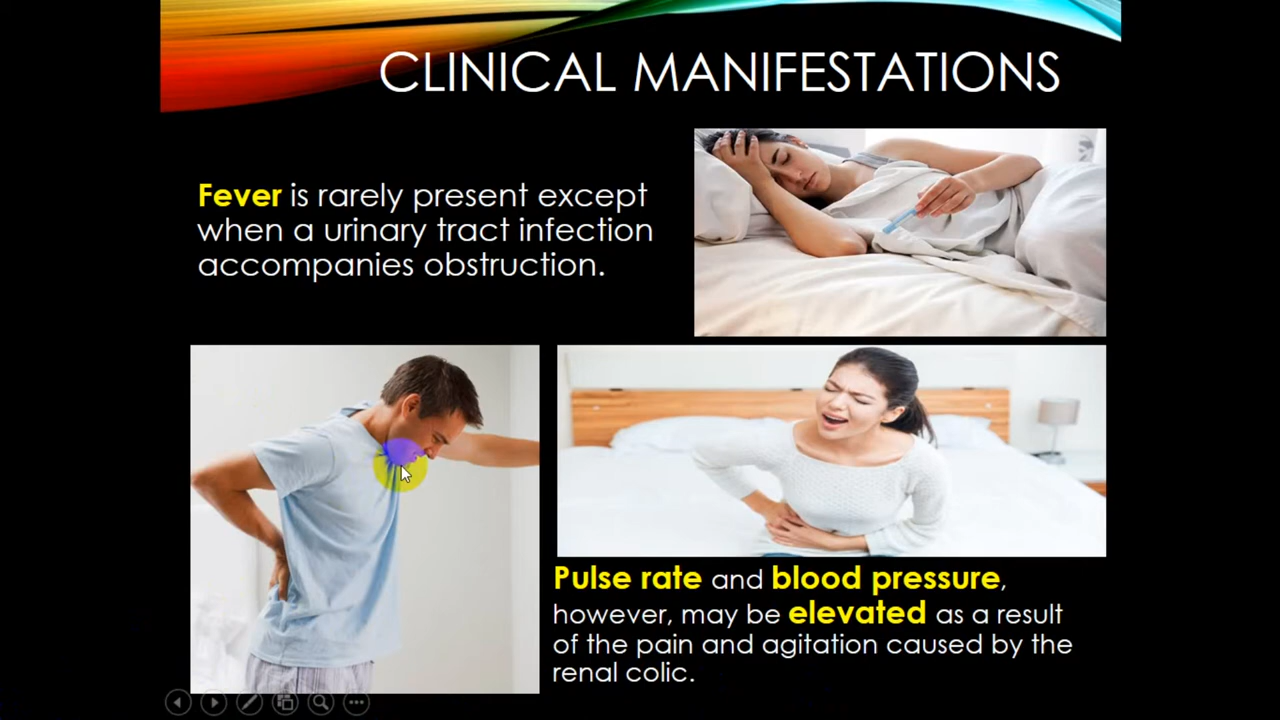 CLINICAL MANIFESTATIONS
Fever is rarely present except
when a urinary tract infection
accompanies obstruction.
Pulse rate and blood pressure,
however, may be elevated as a result
of the pain and agitation caused by the
renal colic.